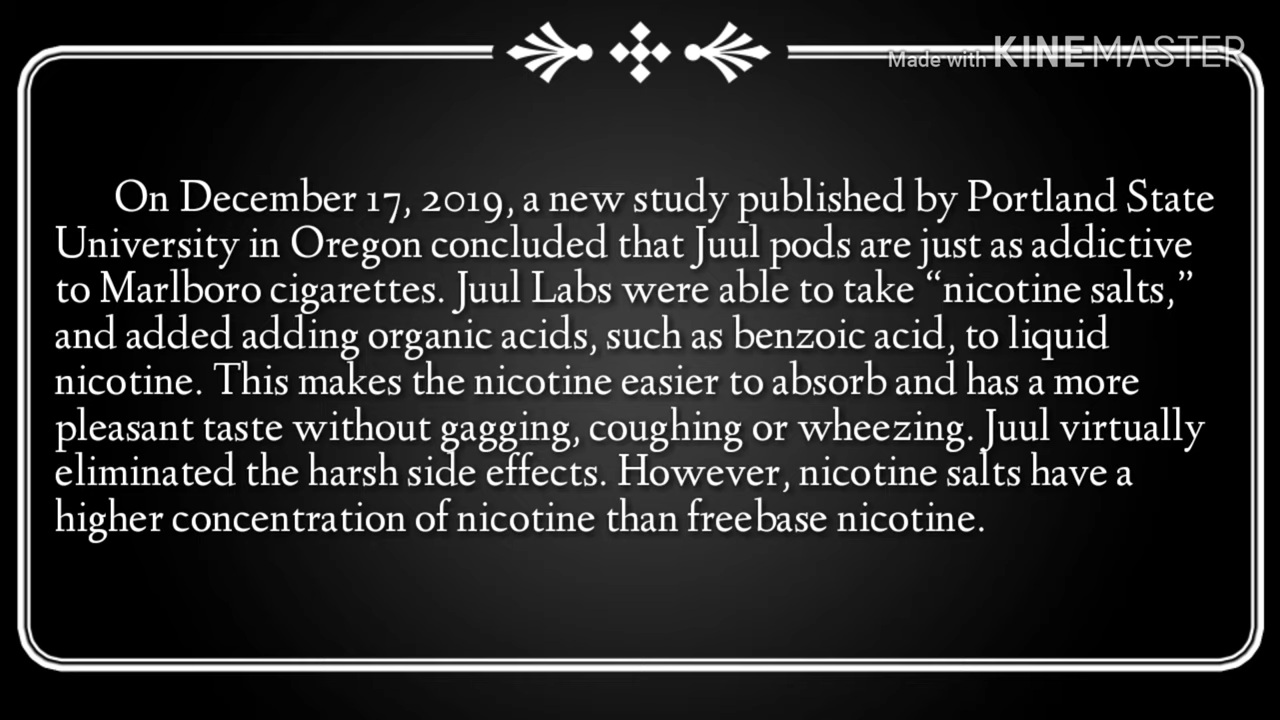 Made with KINEMASTER
On December 17, 2019, a new study published by Portland State
University in Oregon concluded that Juul pods are just as addictive
to Marlboro cigarettes. Juul Labs were able to take “nicotine salts,”
and added adding organic acids, such as benzoic acid, to liquid
nicotine. This makes the nicotine easier to absorb and has a more
pleasant taste without gagging, coughing or wheezing. Juul virtually
eliminated the harsh side effects. However, nicotine salts have a
higher concentration of nicotine than freebase nicotine.